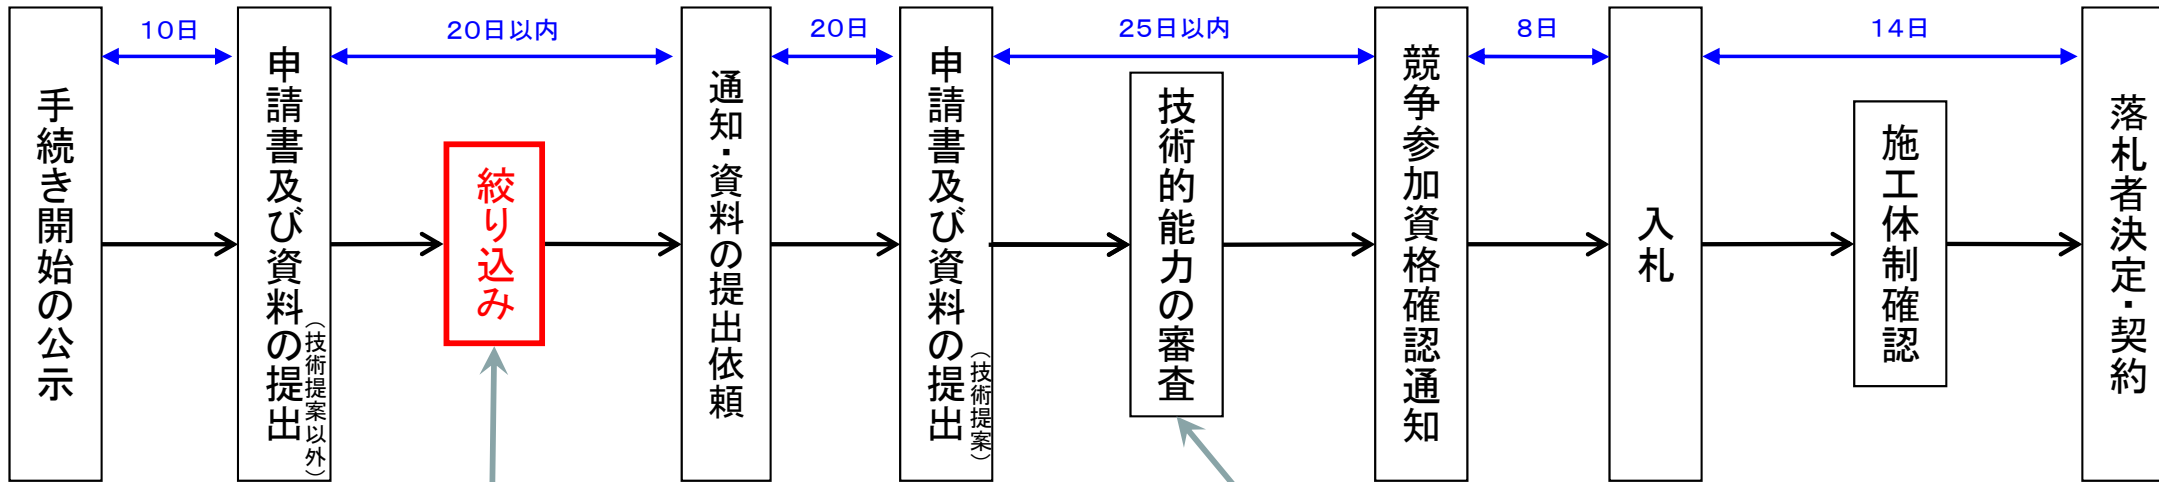 10日
20日以内
20日
25日以内
8日
14日
手続き開始の公示
申請書及び資料の提出
（技術提案以外）
絞り込み
通知・資料の提出依頼
申請書及び資料の提出
（技術提案）
技術的能力の審査
競争参加資格確認通知
入札
施工体制確認
落札者決定・契約